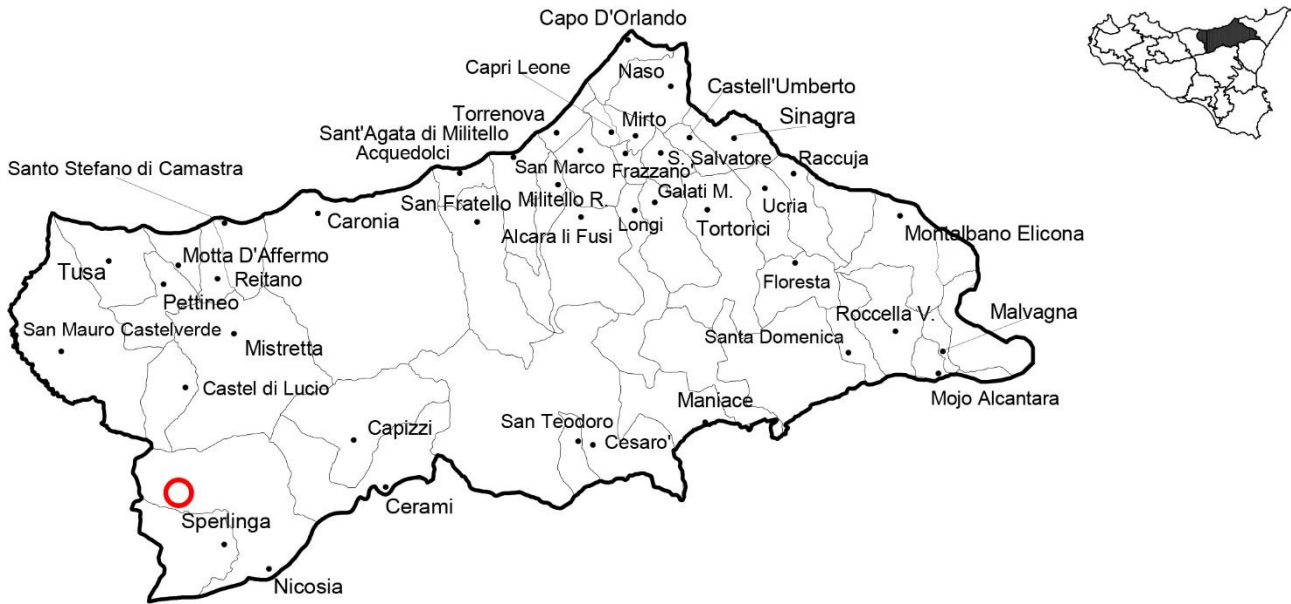 Capo D'Orlando
Capri Leone
Naso
Castell'Umberto
Torrenova
Mirto
Sinagra
Sant'Agata di Militello
Acquedolci
San Marco
Frazzano'
S. Salvatore
Raccuja
Santo Stefano di Camastra
Caronia
San Fratello
Militello R.
Galati M.
Ucria
Alcara li Fusi
Longi
Tortorici
Montalbano Elicona
Tusa
Motta D'Affermo
Reitano
Pettineo
Floresta
San Mauro Castelverde
Mistretta
Roccella V.
Malvagna
Santa Domenica
Castel di Lucio
Maniace
Mojo Alcantara
Capizzi
San Teodoro
Cesaro'
Cerami
Sperlinga
Nicosia